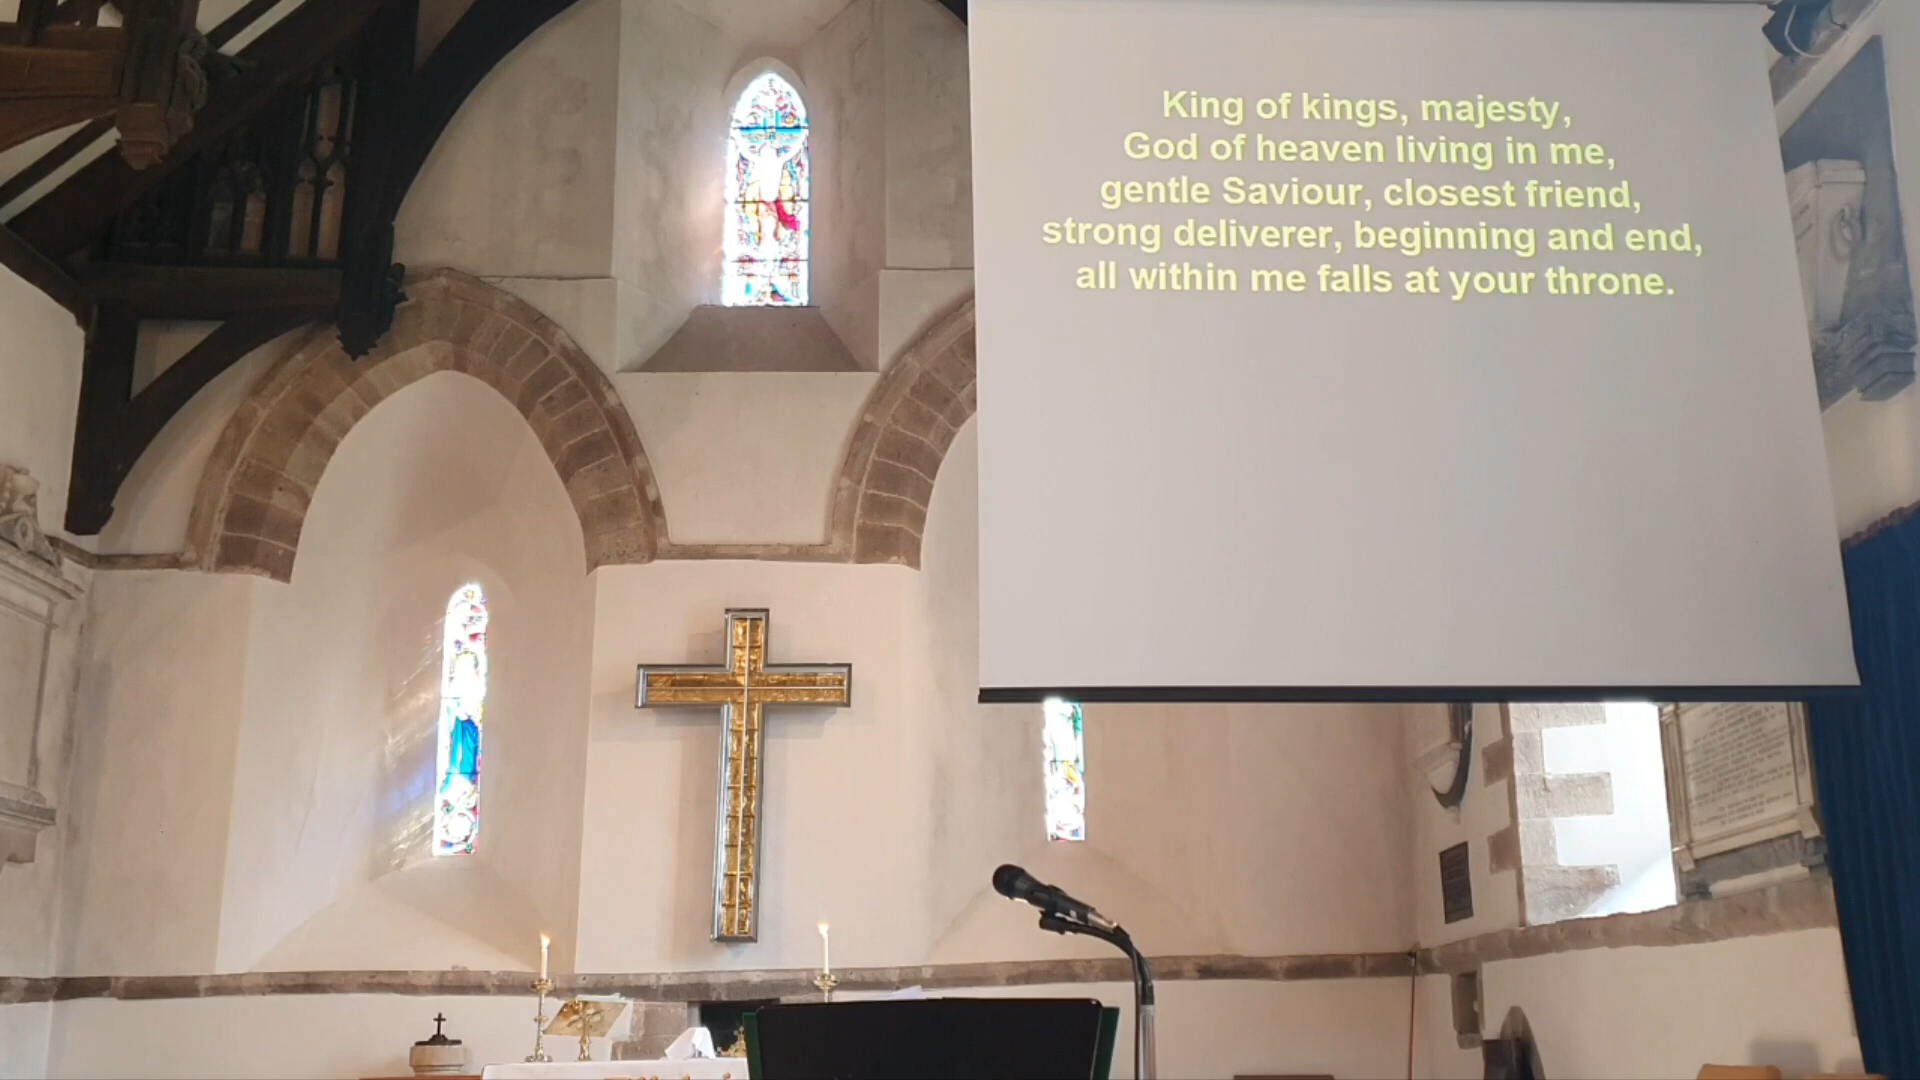 King of kings, majesty,
God of heaven living in me,
gentle Saviour, closest friend,
strong deliverer, beginning and end,
all within me falls at your throne.